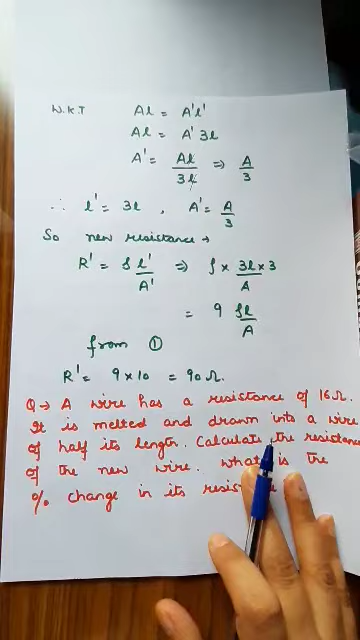 W.K.T Al = A'l'
Al = A' 3l
A' = Al/3l => A/3
∴ l' = 3l , A' = A/3
So new resistance →
R' = ρ l'/A' => ρ × 3l×3/A
= 9 ρl/A
from ①
R' = 9 × 10 = 90 Ω.
Q → A wire has a resistance of 16 Ω.
It is melted and drawn into a wire
of half its length. Calculate the resistance
of the new wire. What is the
% change in its